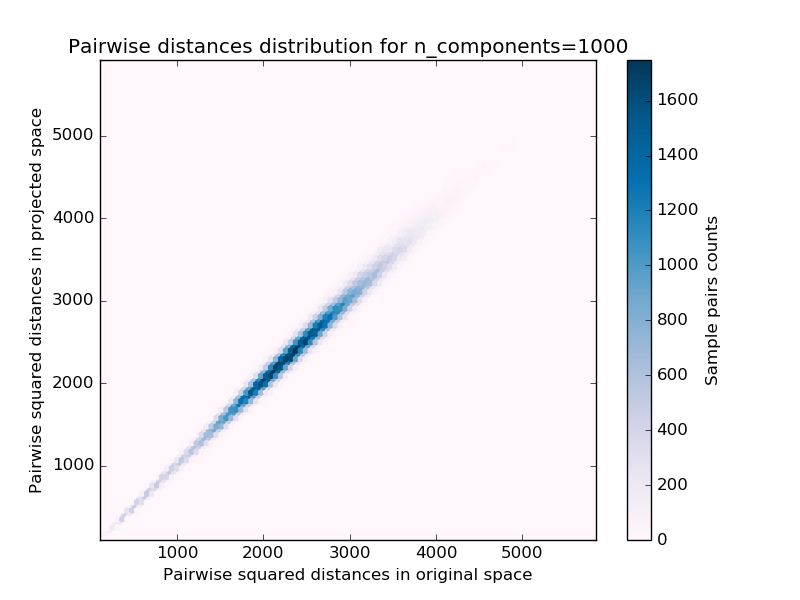 Pairwise distances distribution for n_components=1000
Pairwise squared distances in projected space
5000
4000
3000
2000
1000
1000 2000 3000 4000 5000
Pairwise squared distances in original space
1600
1400
1200
1000
800
600
400
200
0
Sample pairs counts